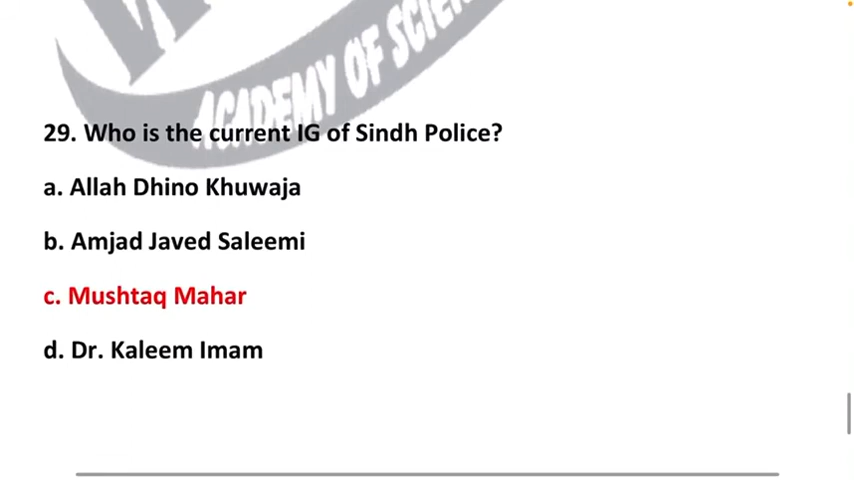 ACADEMY OF SCIEN
29. Who is the current IG of Sindh Police?
a. Allah Dhino Khuwaja
b. Amjad Javed Saleemi
c. Mushtaq Mahar
d. Dr. Kaleem Imam